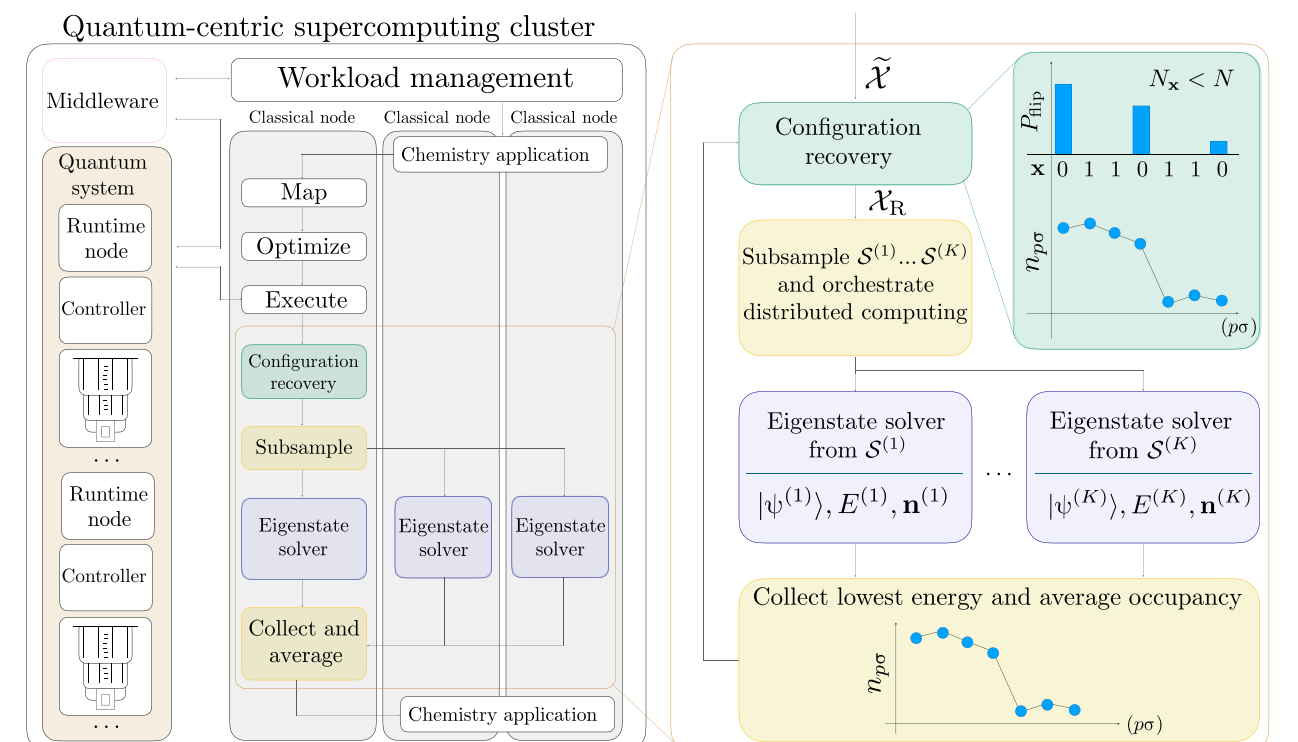 Quantum-centric supercomputing cluster
Middleware
Workload management
Classical node
Classical node
Classical node
Quantum
system
Runtime
node
Controller
...
Runtime
node
Controller
...
Chemistry application
Map
Optimize
Execute
Configuration
recovery
Subsample
Eigenstate
solver
Eigenstate
solver
Eigenstate
solver
Collect and
average
Chemistry application
𝒳̃
Configuration
recovery
𝒳_R
Subsample 𝒮^(1)... 𝒮^(K)
and orchestrate
distributed computing
P_flip
N_𝐱 < N
𝐱 0 1 1 0 1 1 0
n_pσ
(pσ)
Eigenstate solver
from 𝒮^(1)
|ψ^(1)⟩, E^(1), 𝐧^(1)
...
Eigenstate solver
from 𝒮^(K)
|ψ^(K)⟩, E^(K), 𝐧^(K)
Collect lowest energy and average occupancy
n_pσ
(pσ)